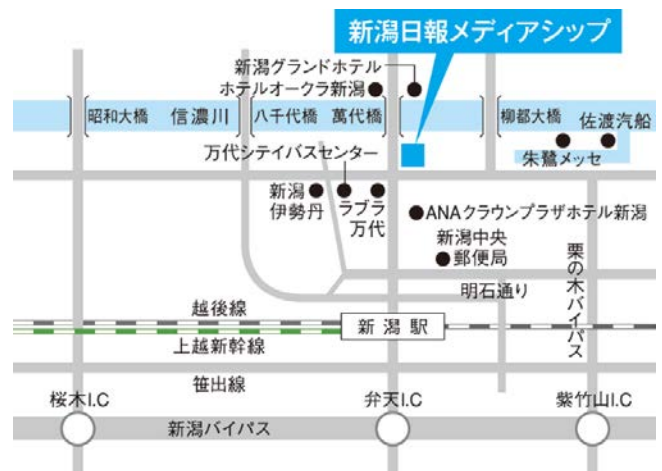 新潟日報メディアシップ
新潟グランドホテル
ホテルオークラ新潟
昭和大橋
信濃川
八千代橋
萬代橋
柳都大橋
佐渡汽船
朱鷺メッセ
万代シテイバスセンター
新潟
伊勢丹
ラブラ
万代
ANAクラウンプラザホテル新潟
新潟中央
郵便局
明石通り
栗の木バイパス
越後線
新潟駅
上越新幹線
笹出線
桜木I.C
弁天I.C
紫竹山I.C
新潟バイパス